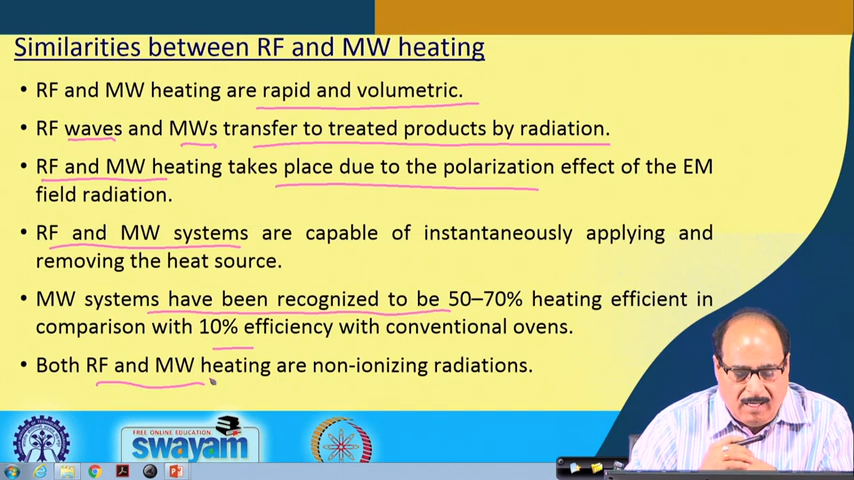 Similarities between RF and MW heating
• RF and MW heating are rapid and volumetric.
• RF waves and MWs transfer to treated products by radiation.
• RF and MW heating takes place due to the polarization effect of the EM
field radiation.
• RF and MW systems are capable of instantaneously applying and
removing the heat source.
• MW systems have been recognized to be 50–70% heating efficient in
comparison with 10% efficiency with conventional ovens.
• Both RF and MW heating are non-ionizing radiations.
FREE ONLINE EDUCATION
swayam